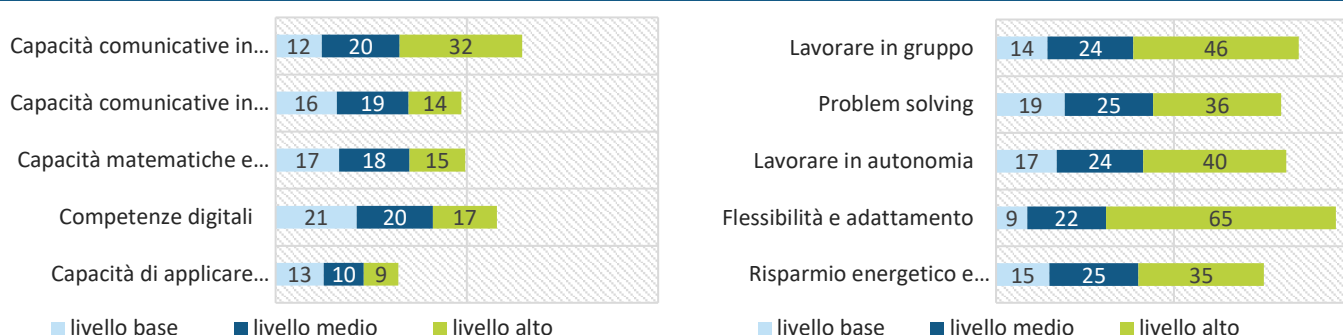 Capacità comunicative in... 12 20 32
Capacità comunicative in... 16 19 14
Capacità matematiche e... 17 18 15
Competenze digitali 21 20 17
Capacità di applicare... 13 10 9
livello base livello medio livello alto
Lavorare in gruppo 14 24 46
Problem solving 19 25 36
Lavorare in autonomia 17 24 40
Flessibilità e adattamento 9 22 65
Risparmio energetico e... 15 25 35
livello base livello medio livello alto